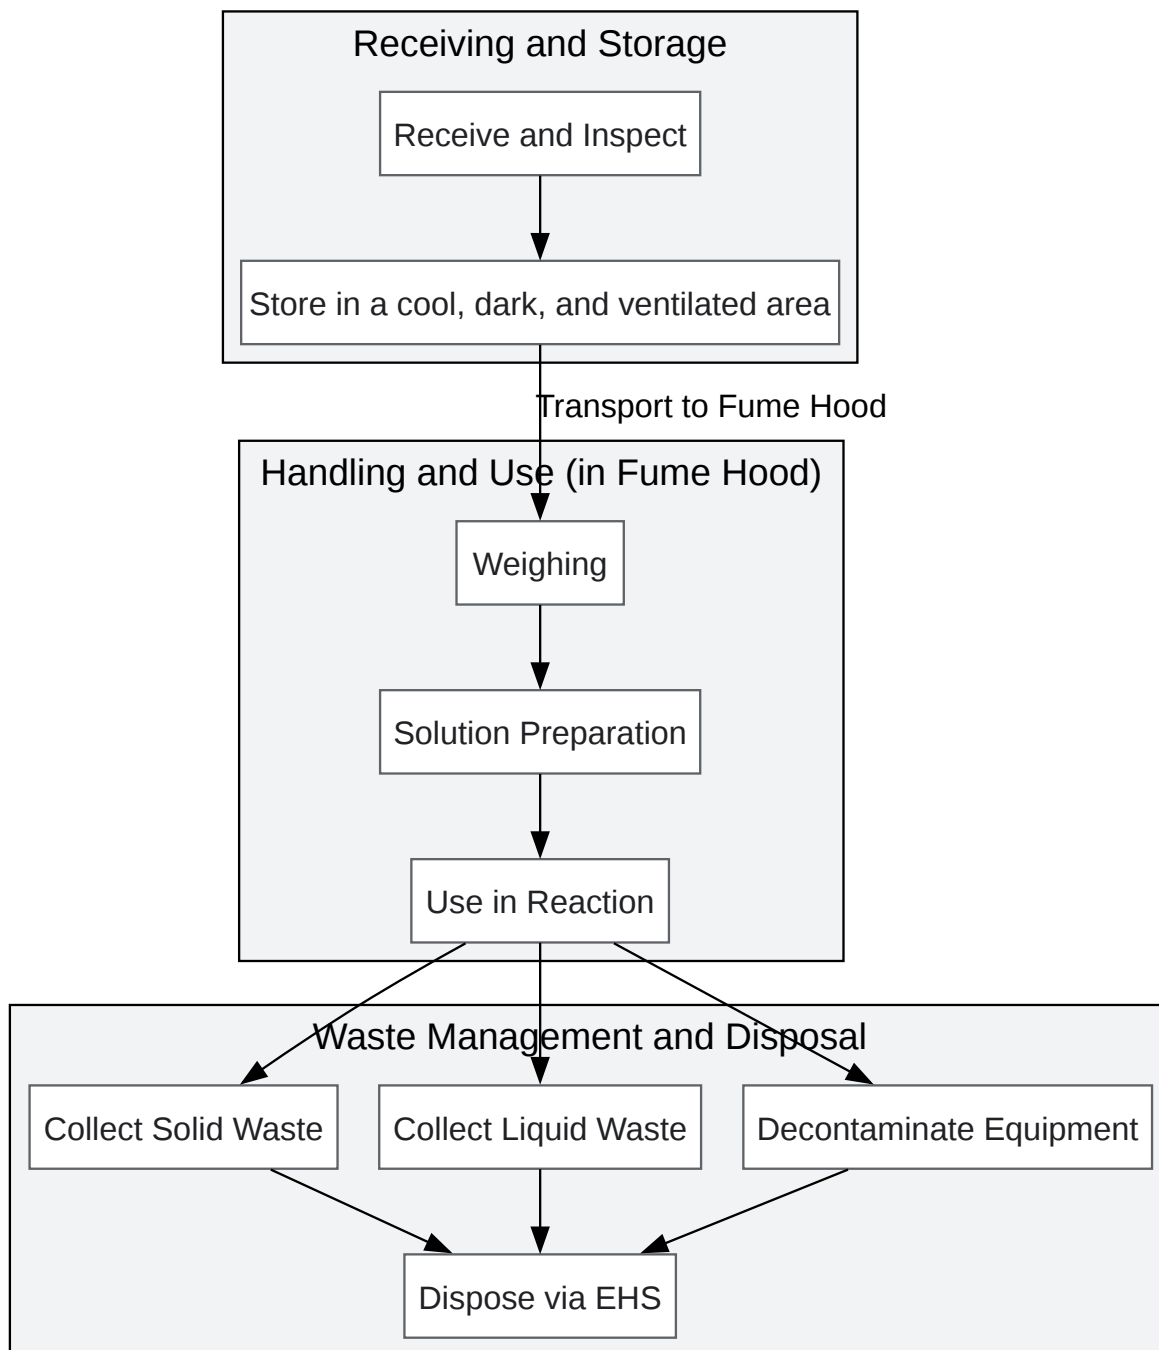 Receiving and Storage
Receive and Inspect
Store in a cool, dark, and ventilated area
Transport to Fume Hood
Handling and Use (in Fume Hood)
Weighing
Solution Preparation
Use in Reaction
Waste Management and Disposal
Collect Solid Waste
Collect Liquid Waste
Decontaminate Equipment
Dispose via EHS